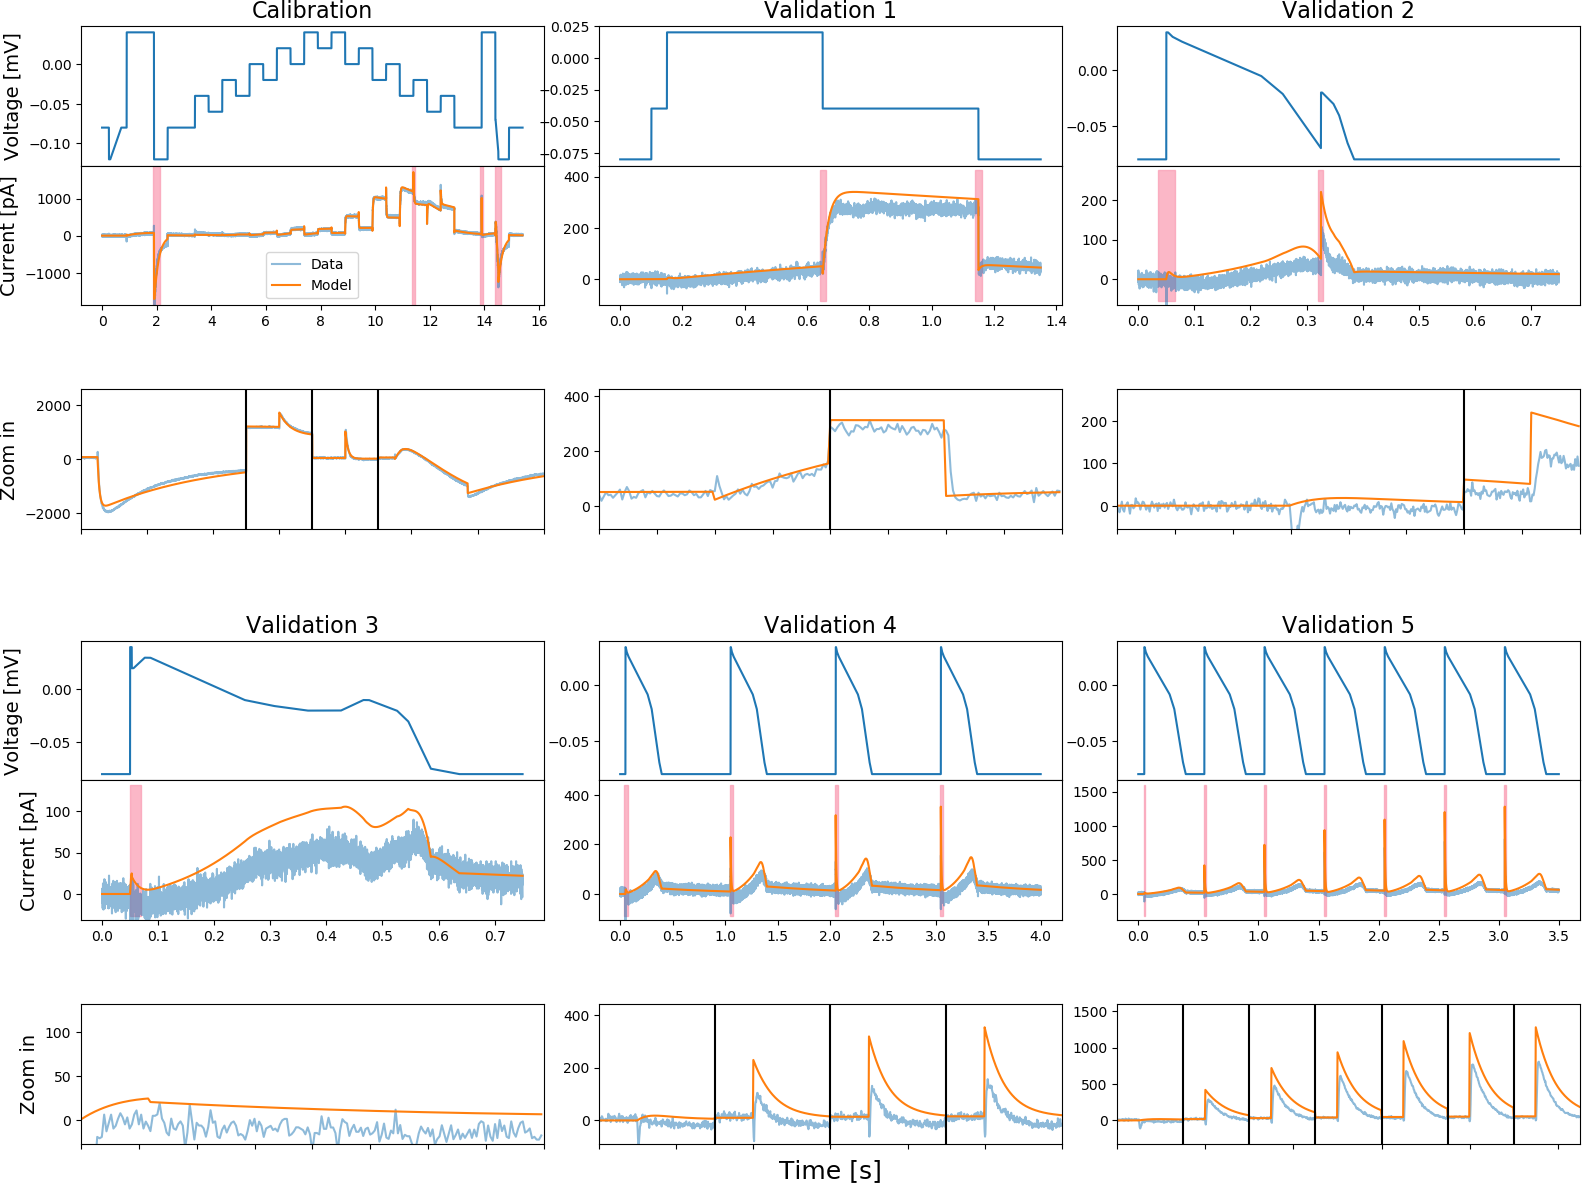 Calibration
Validation 1
Validation 2
Voltage [mV]
0.00
−0.05
−0.10
0.025
0.000
−0.025
−0.050
−0.075
0.00
−0.05
Current [pA]
1000
0
−1000
Data
Model
400
200
0
200
100
0
0 2 4 6 8 10 12 14 16
0.0 0.2 0.4 0.6 0.8 1.0 1.2 1.4
0.0 0.1 0.2 0.3 0.4 0.5 0.6 0.7
Zoom in
2000
0
−2000
400
200
0
200
100
0
Validation 3
Validation 4
Validation 5
Voltage [mV]
0.00
−0.05
0.00
−0.05
0.00
−0.05
Current [pA]
100
50
0
400
200
0
1500
1000
500
0
0.0 0.1 0.2 0.3 0.4 0.5 0.6 0.7
0.0 0.5 1.0 1.5 2.0 2.5 3.0 3.5 4.0
0.0 0.5 1.0 1.5 2.0 2.5 3.0 3.5
Zoom in
100
50
0
400
200
0
1500
1000
500
0
Time [s]